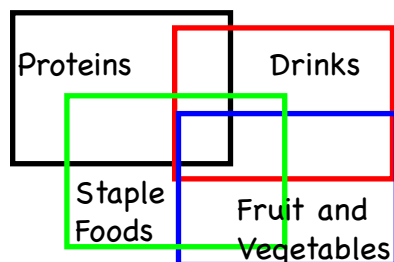 Proteins
Drinks
Staple
Foods
Fruit and
Vegetables